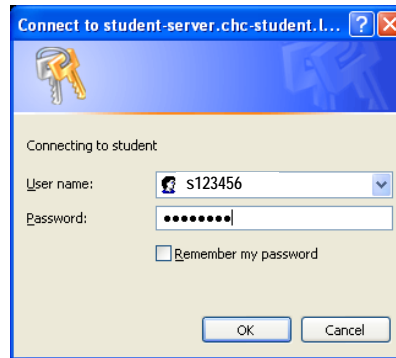 Connect to student-server.chc-student.l...
Connecting to student
User name: s123456
Password: ••••••••
Remember my password
OK Cancel